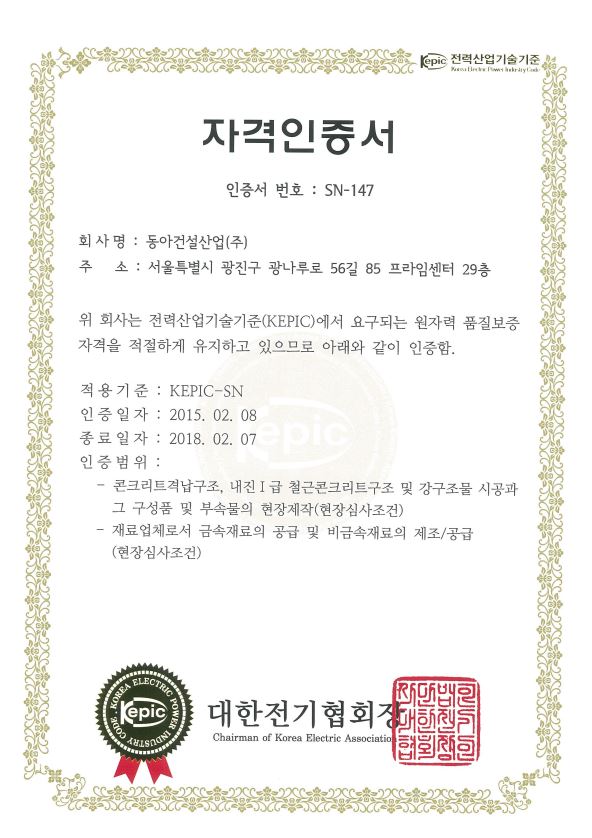 Kepic 전력산업기술기준
Korea Electric Power Industry Code
자격인증서
인증서 번호 : SN-147
회사명 : 동아건설산업(주)
주 소 : 서울특별시 광진구 광나루로 56길 85 프라임센터 29층
위 회사는 전력산업기술기준(KEPIC)에서 요구되는 원자력 품질보증
자격을 적절하게 유지하고 있으므로 아래와 같이 인증함.
적용기준 : KEPIC-SN
인증일자 : 2015. 02. 08
종료일자 : 2018. 02. 07
인증범위 :
- 콘크리트격납구조, 내진Ⅰ급 철근콘크리트구조 및 강구조물 시공과
그 구성품 및 부속물의 현장제작(현장심사조건)
- 재료업체로서 금속재료의 공급 및 비금속재료의 제조/공급
(현장심사조건)
Kepic
KOREA ELECTRIC POWER INDUSTRY CODE
Kepic
대한전기협회장
Chairman of Korea Electric Association